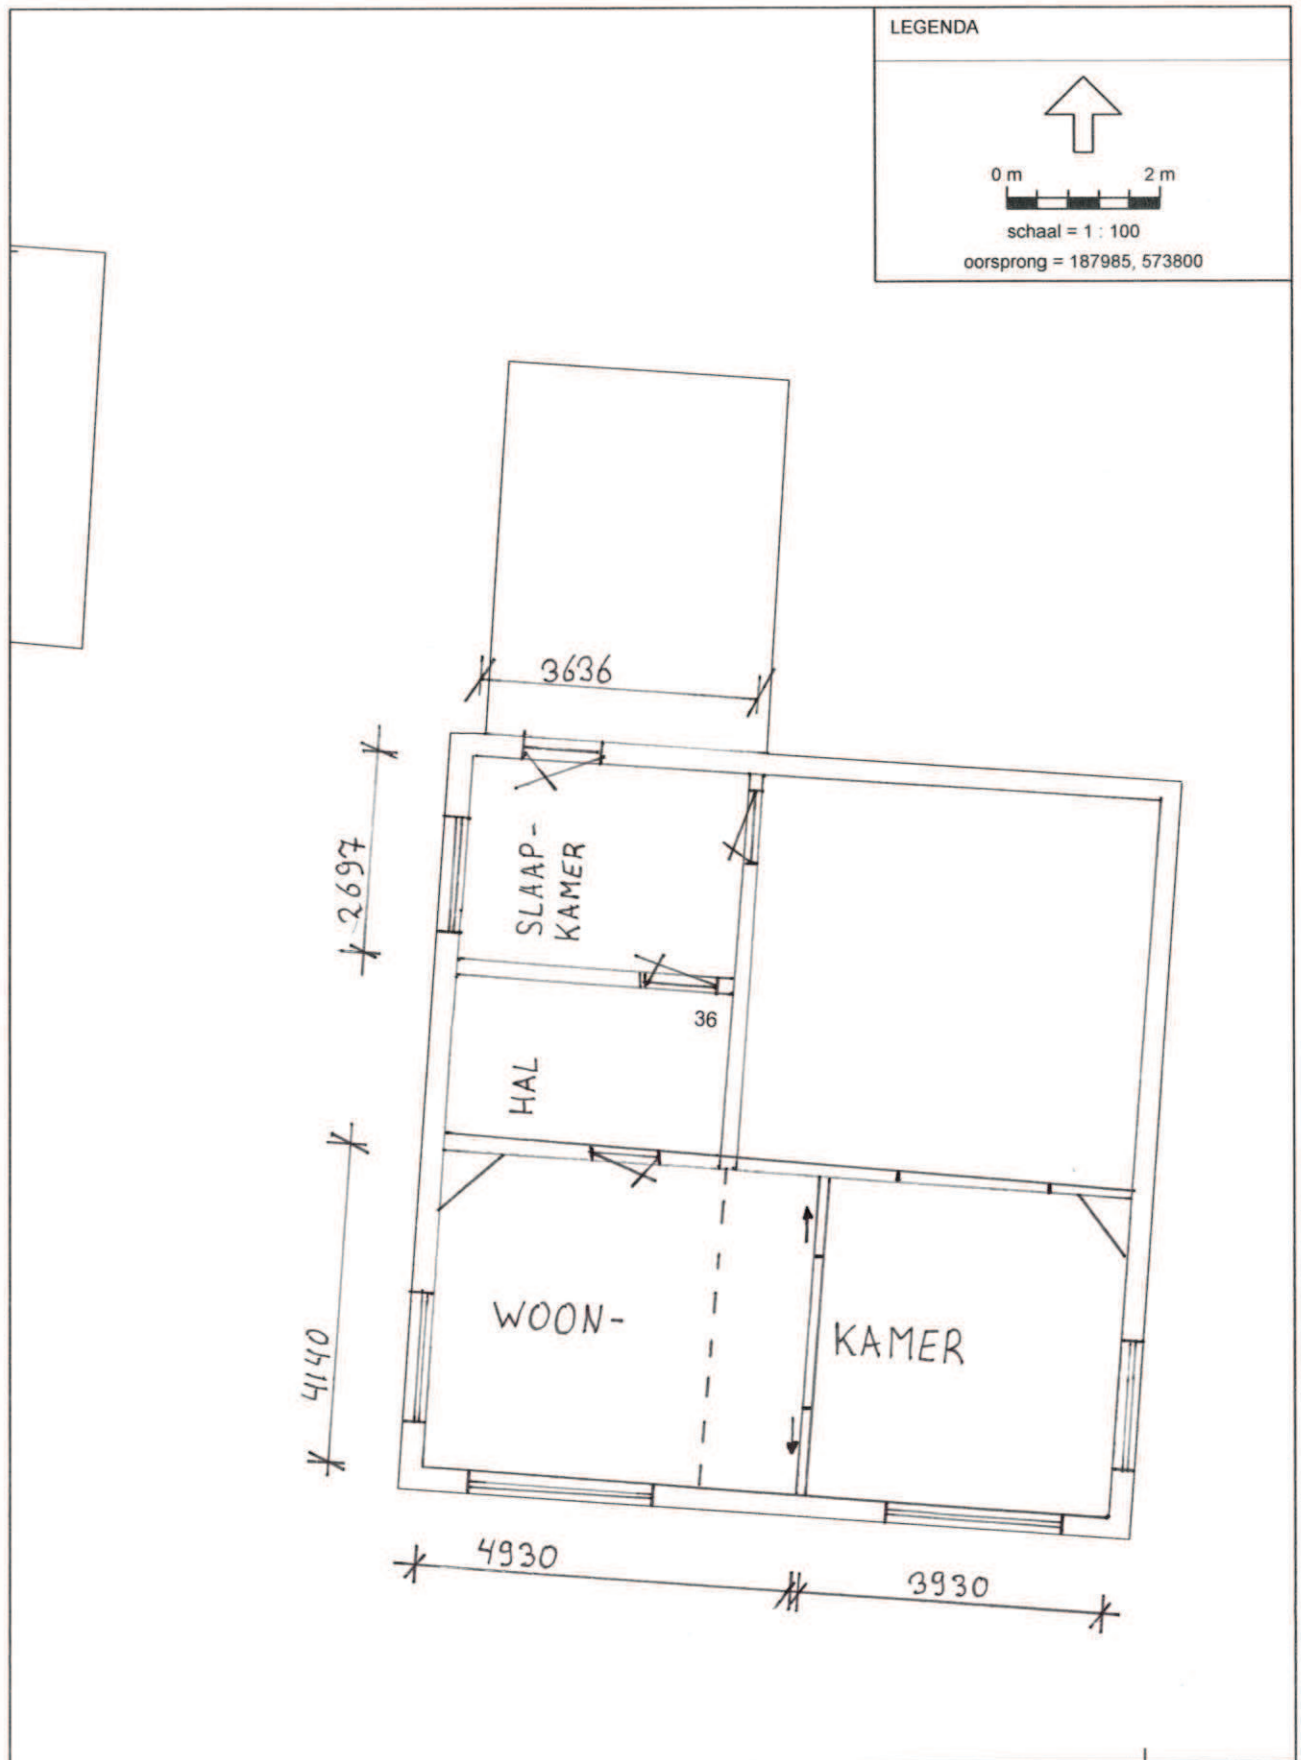 LEGENDA
0 m 2 m
schaal = 1 : 100
oorsprong = 187985, 573800
3636
2697
SLAAP-
KAMER
36
HAL
4140
WOON-
KAMER
4930
3930